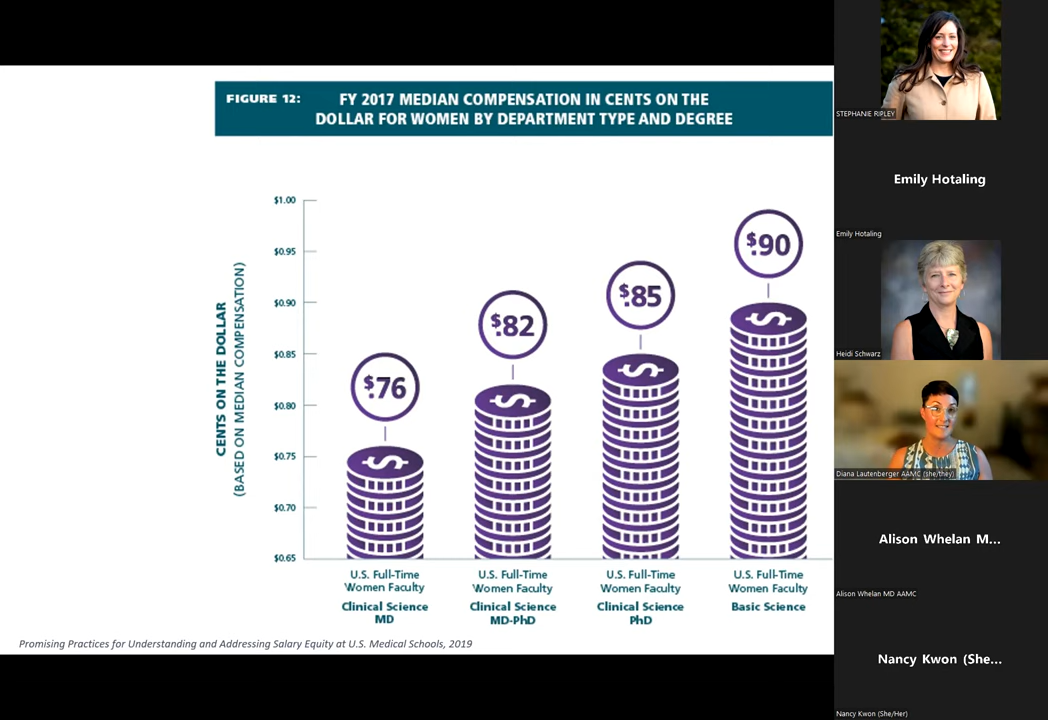 FIGURE 12: FY 2017 MEDIAN COMPENSATION IN CENTS ON THE
DOLLAR FOR WOMEN BY DEPARTMENT TYPE AND DEGREE
CENTS ON THE DOLLAR
(BASED ON MEDIAN COMPENSATION)
$1.00
$0.95
$0.90
$0.85
$0.80
$0.75
$0.70
$0.65
$.76
$.82
$.85
$.90
U.S. Full-Time
Women Faculty
Clinical Science
MD
U.S. Full-Time
Women Faculty
Clinical Science
MD-PhD
U.S. Full-Time
Women Faculty
Clinical Science
PhD
U.S. Full-Time
Women Faculty
Basic Science
Promising Practices for Understanding and Addressing Salary Equity at U.S. Medical Schools, 2019
STEPHANIE RIPLEY
Emily Hotaling
Emily Hotaling
Heidi Schwarz
Diana Lautenberger AAMC (she/they)
Alison Whelan M...
Alison Whelan MD AAMC
Nancy Kwon (She...
Nancy Kwon (She/Her)